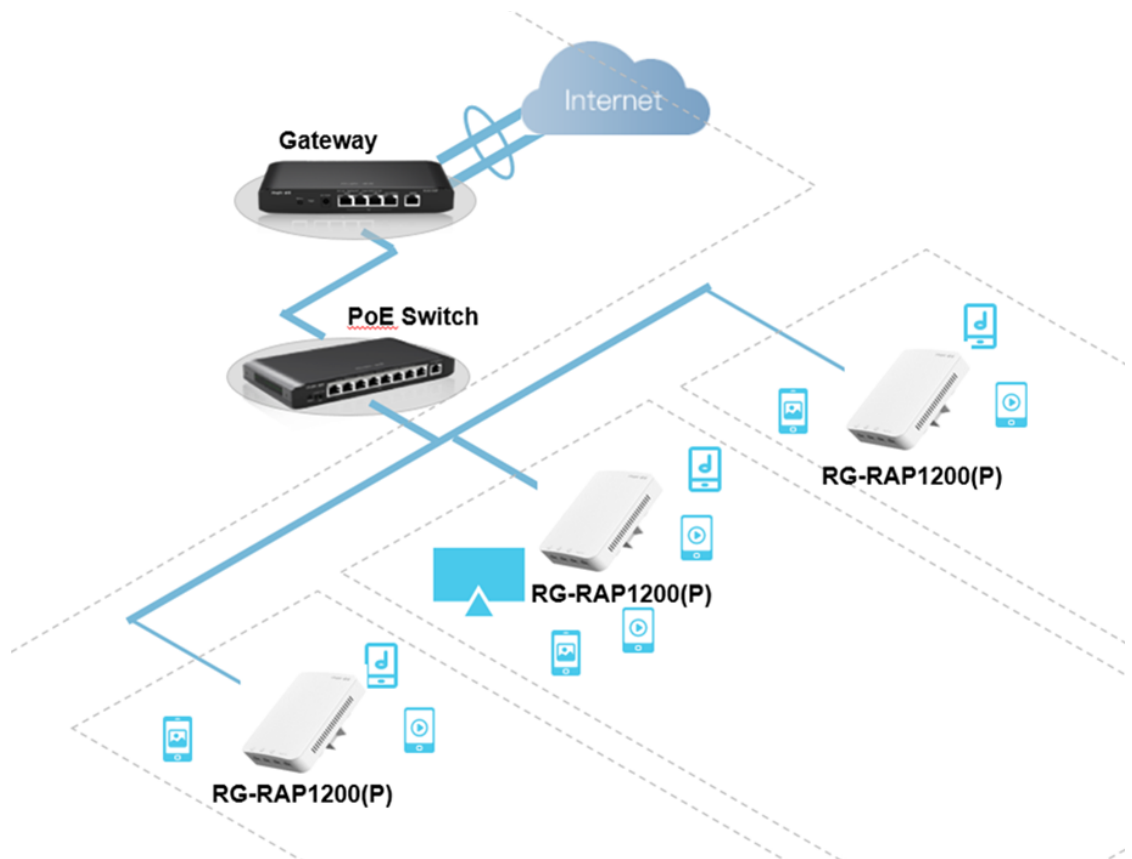 Internet
Gateway
PoE Switch
RG-RAP1200(P)
RG-RAP1200(P)
RG-RAP1200(P)